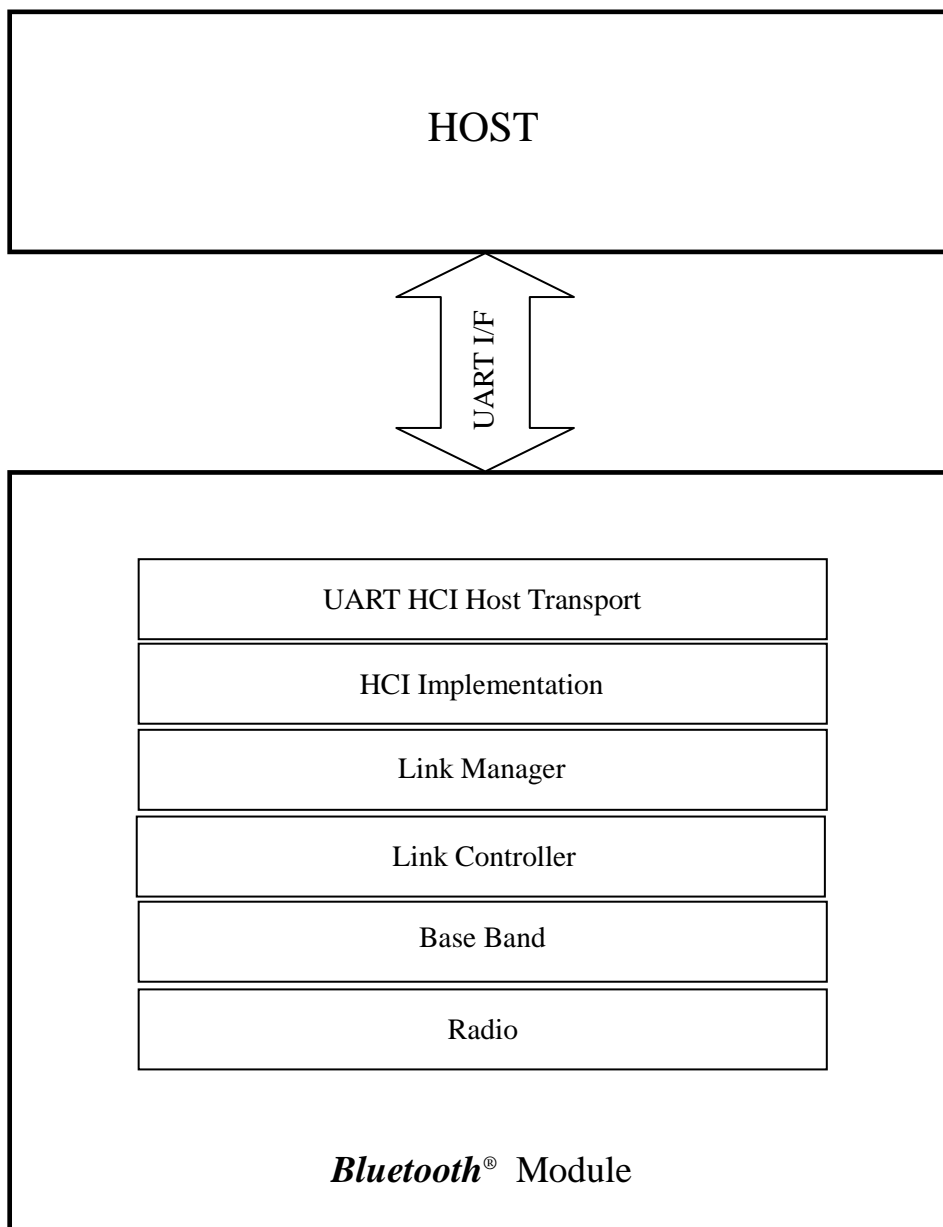 HOST
UART I/F
UART HCI Host Transport
HCI Implementation
Link Manager
Link Controller
Base Band
Radio
Bluetooth® Module